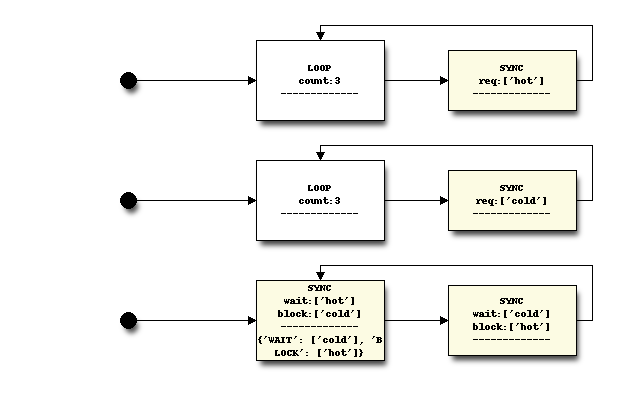 LOOP
count:3
-------------
SYNC
req:['hot']
-------------
LOOP
count:3
-------------
SYNC
req:['cold']
-------------
SYNC
wait:['hot']
block:['cold']
-------------
{'WAIT': ['cold'], 'B
LOCK': ['hot']}
SYNC
wait:['cold']
block:['hot']
-------------